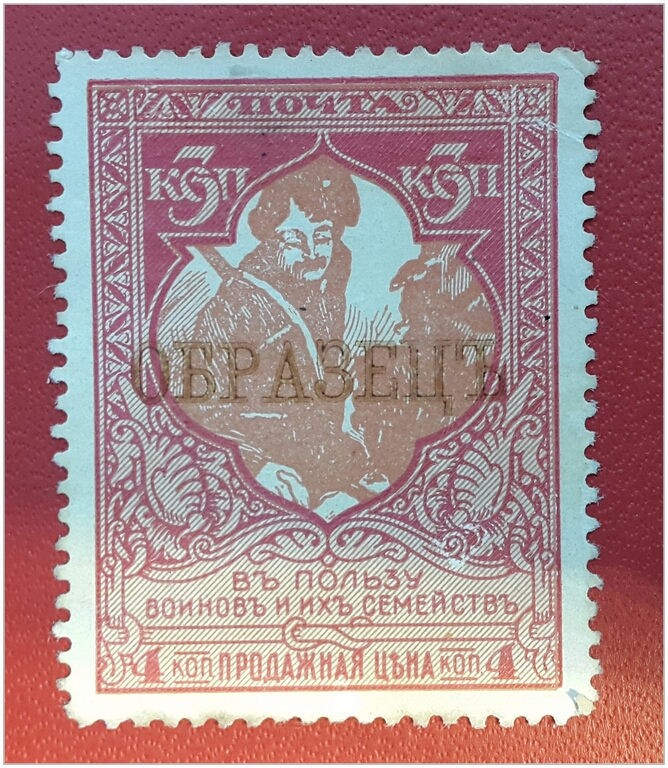 ПОЧТА
3 КОП 3 КОП
ОБРАЗЕЦЪ
ВЪ ПОЛЬЗУ
ВОИНОВЪ И ИХЪ СЕМЕЙСТВЪ
4 КОП ПРОДАЖНАЯ ЦѢНА КОП 4